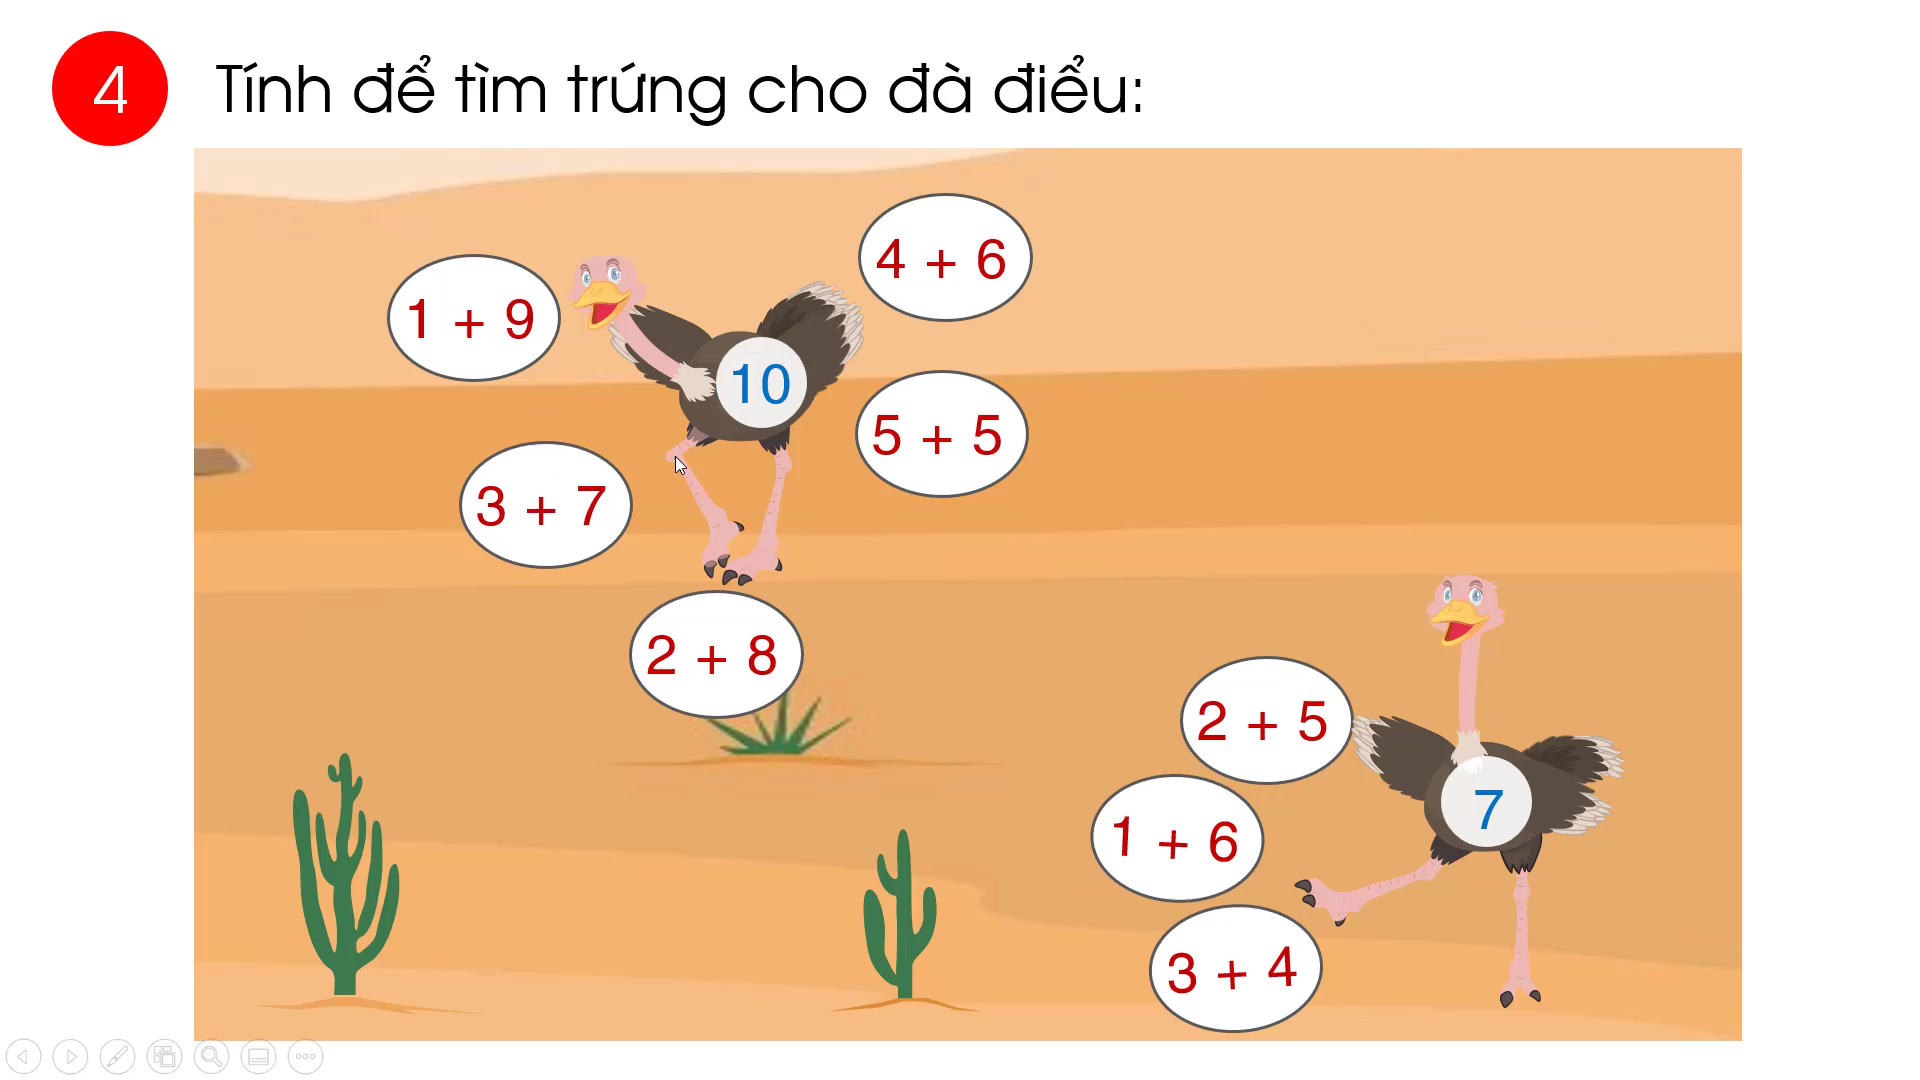 4 Tính để tìm trứng cho đà điểu:
4 + 6
1 + 9
10
5 + 5
3 + 7
2 + 8
2 + 5
7
1 + 6
3 + 4